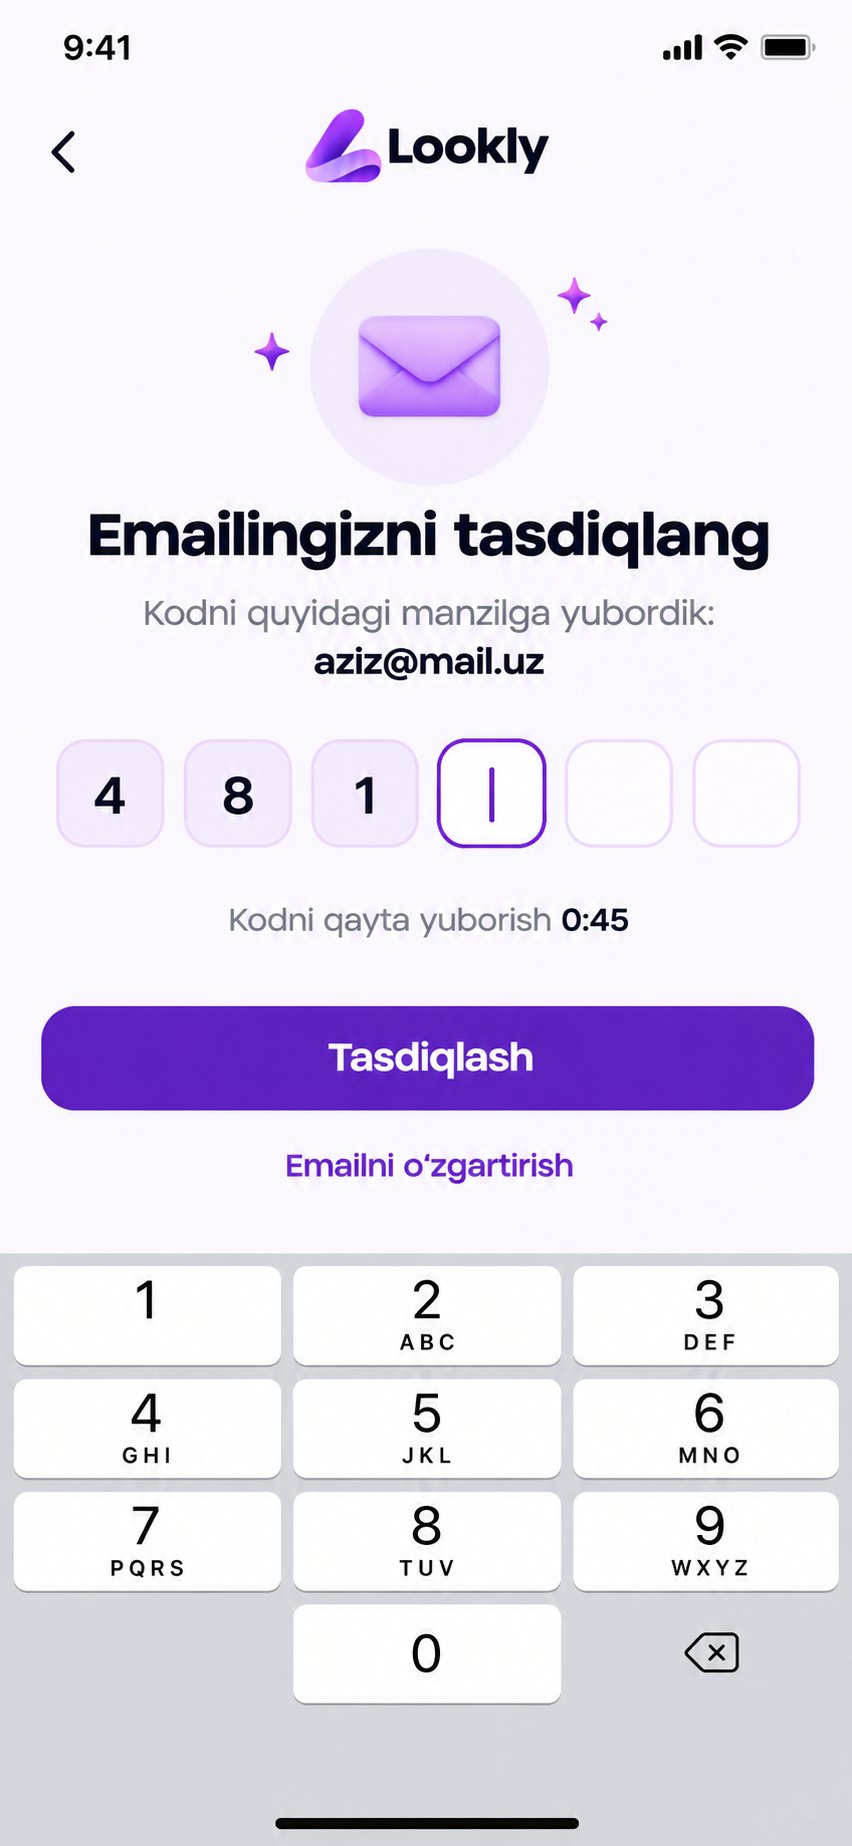 9:41
Lookly
Emailingizni tasdiqlang
Kodni quyidagi manzilga yubordik:
aziz@mail.uz
4 8 1
Kodni qayta yuborish 0:45
Tasdiqlash
Emailni o‘zgartirish
1 2 3
ABC DEF
4 5 6
GHI JKL MNO
7 8 9
PQRS TUV WXYZ
0